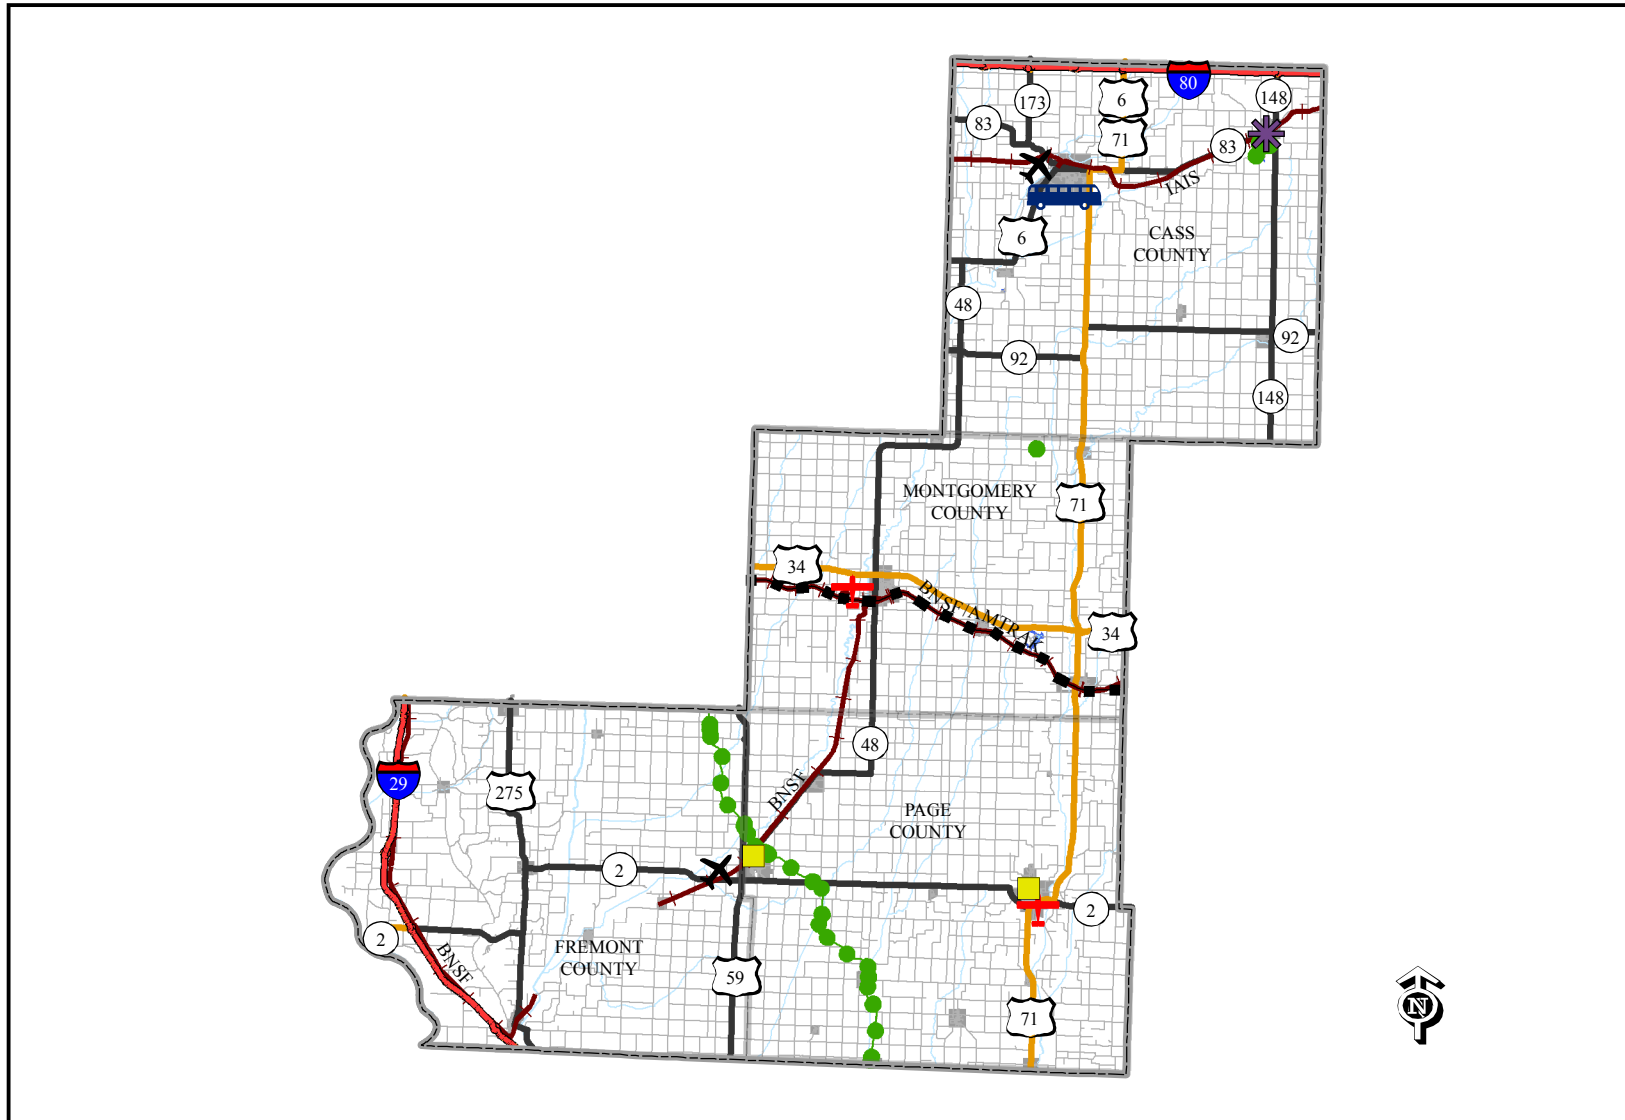 80
173
6
148
83
71
83
IAIS
6
CASS
COUNTY
48
92
92
148
MONTGOMERY
COUNTY
71
34
BNSF/AMTRAK
34
48
29
275
BNSF
PAGE
COUNTY
2
2
2
BNSF
FREMONT
COUNTY
59
71
N